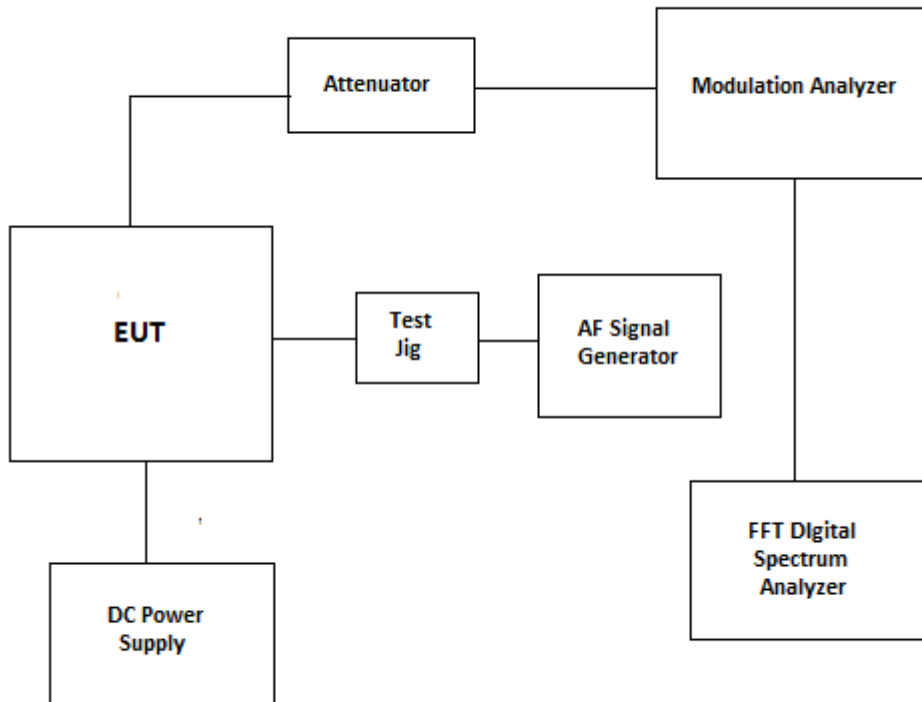 Attenuator
Modulation Analyzer
EUT
Test
Jig
AF Signal
Generator
FFT DIgital
Spectrum
Analyzer
DC Power
Supply